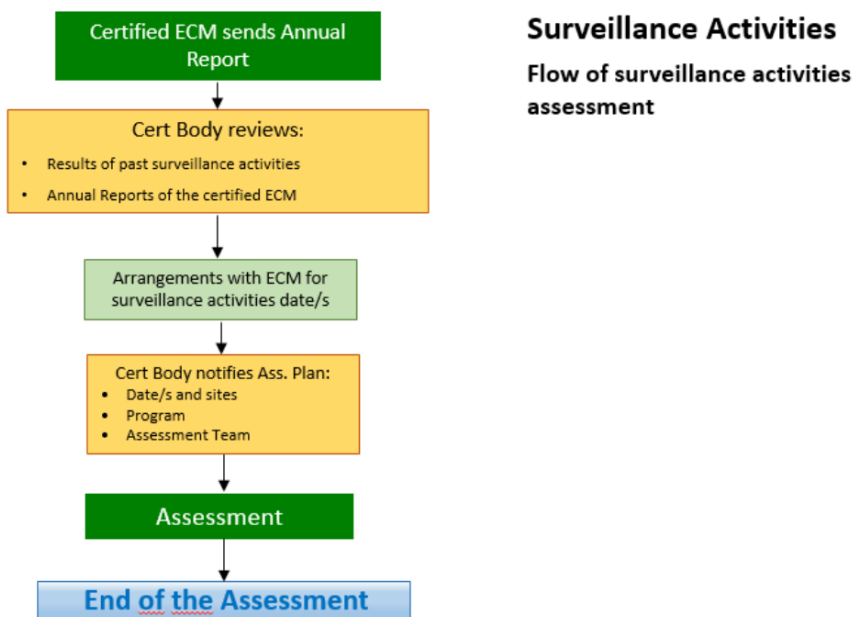 Certified ECM sends Annual
Report
Surveillance Activities
Flow of surveillance activities
assessment
Cert Body reviews:
• Results of past surveillance activities
• Annual Reports of the certified ECM
Arrangements with ECM for
surveillance activities date/s
Cert Body notifies Ass. Plan:
• Date/s and sites
• Program
• Assessment Team
Assessment
End of the Assessment